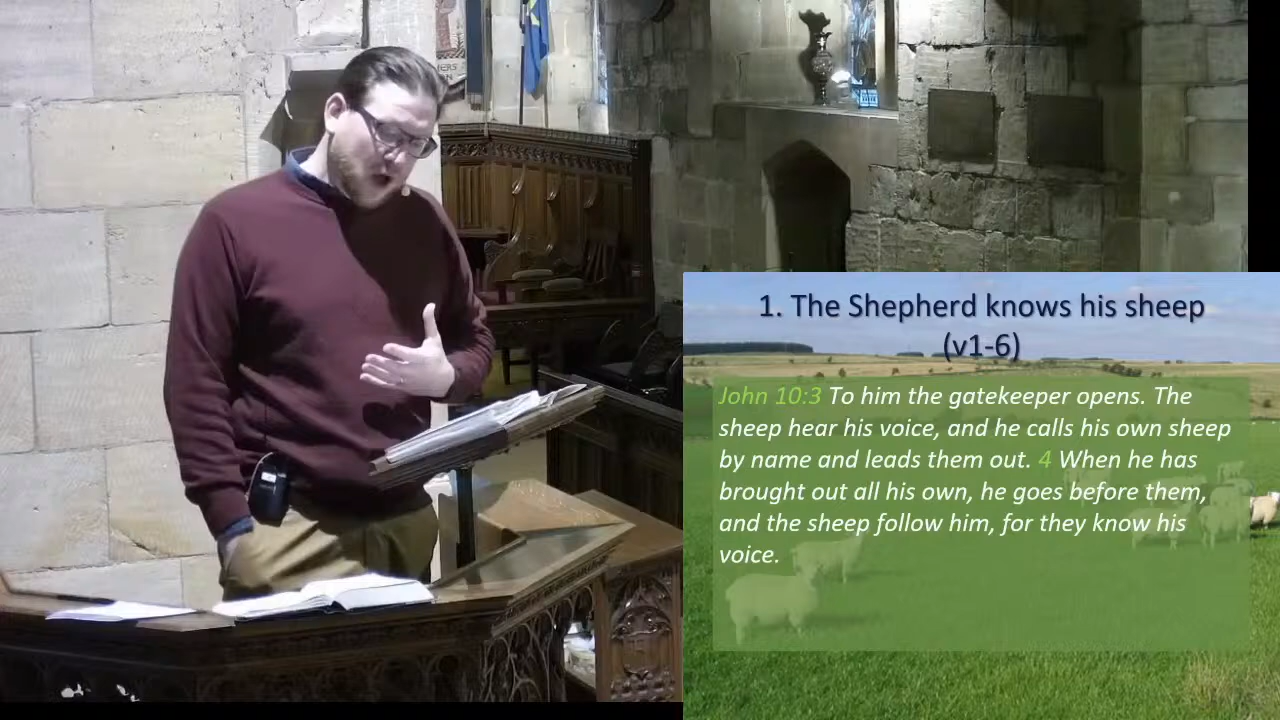 HERS
1. The Shepherd knows his sheep
(v1-6)
John 10:3 To him the gatekeeper opens. The
sheep hear his voice, and he calls his own sheep
by name and leads them out. 4 When he has
brought out all his own, he goes before them,
and the sheep follow him, for they know his
voice.